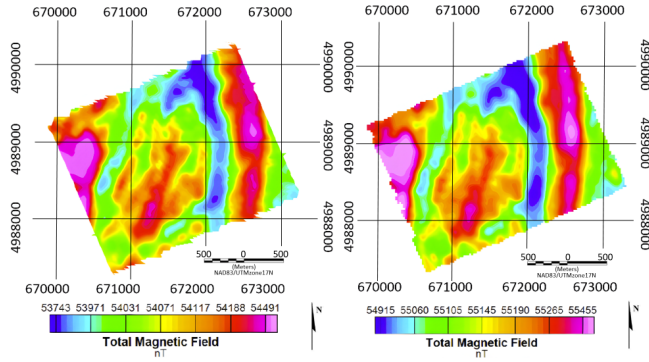 670000 671000 672000 673000
4990000 4990000
4989000 4989000
4988000 4988000
500 0 500
(Meters)
NAD83/UTMzone17N
670000 671000 672000 673000
53743 53971 54031 54071 54117 54188 54491
Total Magnetic Field
nT
N
670000 671000 672000 673000
4990000 4990000
4989000 4989000
4988000 4988000
500 0 500
(Meters)
NAD83/UTMzone17N
670000 671000 672000 673000
54915 55060 55105 55145 55190 55265 55455
Total Magnetic Field
nT
N